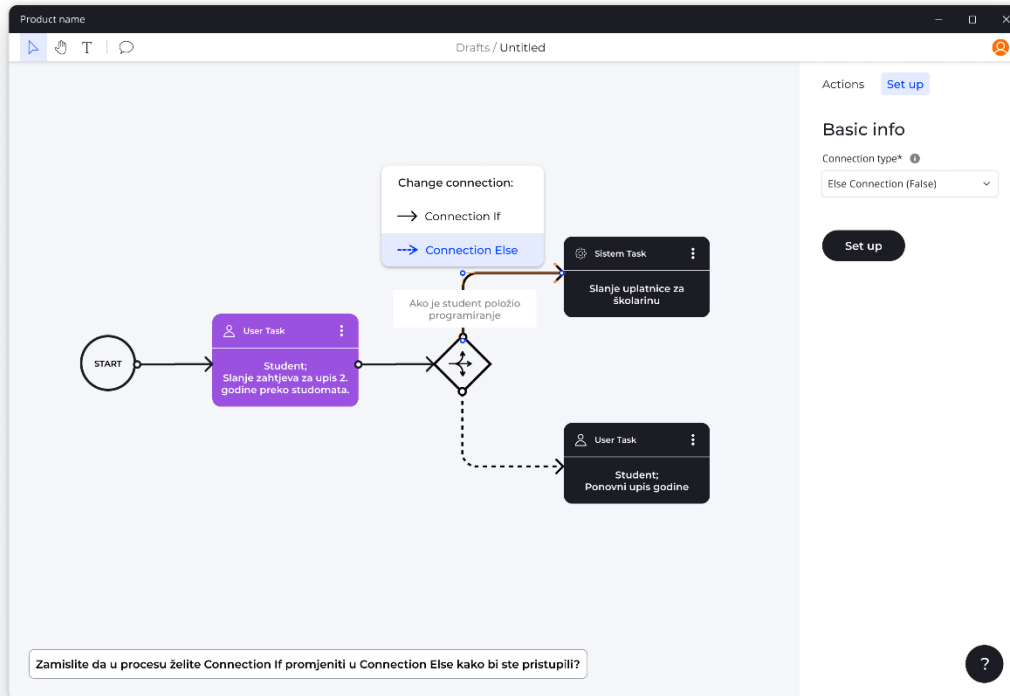 Product name
T
Drafts / Untitled
Actions
Set up
Basic info
Connection type*
Else Connection (False)
Set up
Change connection:
Connection If
Connection Else
Sistem Task
Slanje uplatnice za
školarinu
Ako je student položio
programiranje
User Task
Student;
Slanje zahtjeva za upis 2.
godine preko studomata.
START
User Task
Student;
Ponovni upis godine
Zamislite da u procesu želite Connection If promjeniti u Connection Else kako bi ste pristupili?
?